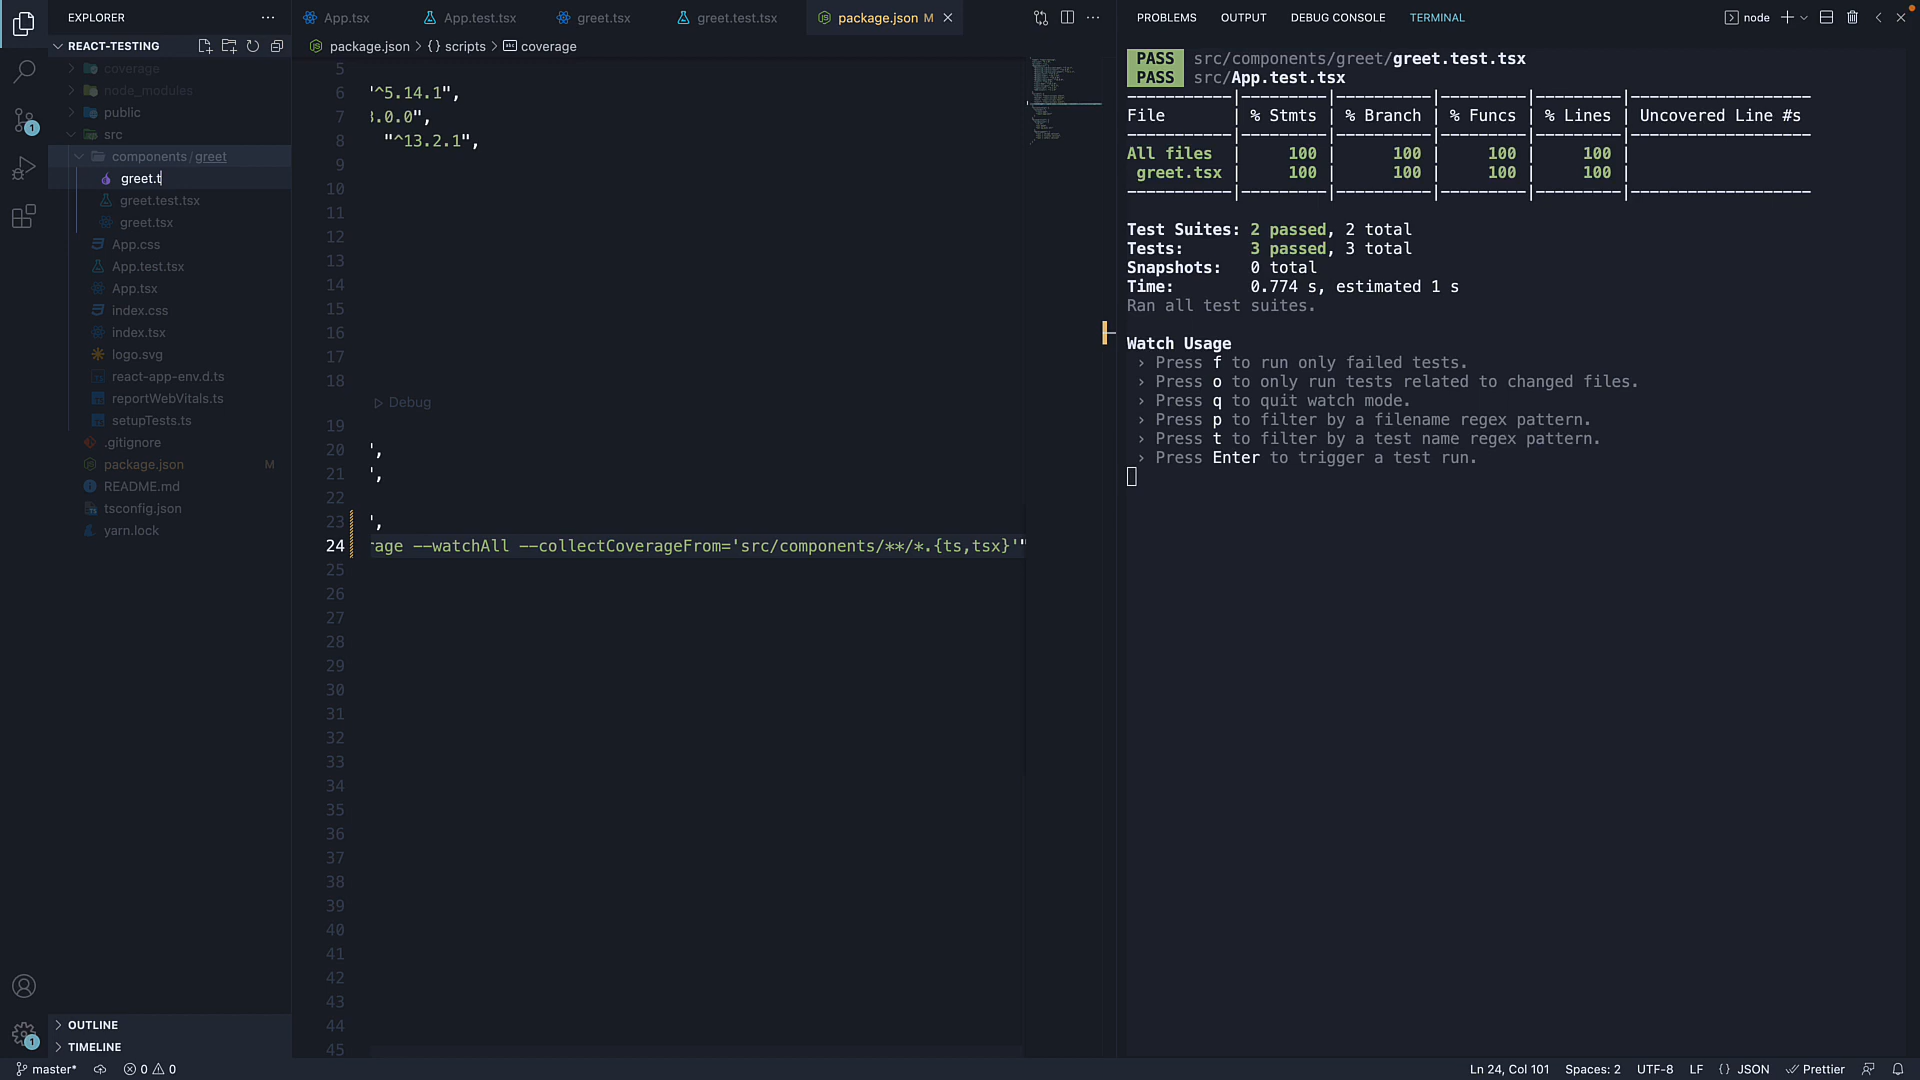 EXPLORER
REACT-TESTING
coverage
node_modules
public
src
components / greet
greet.t
greet.test.tsx
greet.tsx
App.css
App.test.tsx
App.tsx
index.css
index.tsx
logo.svg
react-app-env.d.ts
reportWebVitals.ts
setupTests.ts
.gitignore
package.json M
README.md
tsconfig.json
yarn.lock
OUTLINE
TIMELINE
App.tsx App.test.tsx greet.tsx greet.test.tsx package.json M
package.json > {} scripts > coverage
5
6 "^5.14.1",
7 3.0.0",
8 "^13.2.1",
9
10
11
12
13
14
15
16
17
18
Debug
19
20 ",
21 ",
22
23 ",
24 rage --watchAll --collectCoverageFrom='src/components/**/*.{ts,tsx}'"
25
26
27
28
29
30
31
32
33
34
35
36
37
38
39
40
41
42
43
44
45
PROBLEMS OUTPUT DEBUG CONSOLE TERMINAL node
PASS src/components/greet/greet.test.tsx
PASS src/App.test.tsx
File | % Stmts | % Branch | % Funcs | % Lines | Uncovered Line #s
All files | 100 | 100 | 100 | 100 |
greet.tsx | 100 | 100 | 100 | 100 |
Test Suites: 2 passed, 2 total
Tests: 3 passed, 3 total
Snapshots: 0 total
Time: 0.774 s, estimated 1 s
Ran all test suites.
Watch Usage
› Press f to run only failed tests.
› Press o to only run tests related to changed files.
› Press q to quit watch mode.
› Press p to filter by a filename regex pattern.
› Press t to filter by a test name regex pattern.
› Press Enter to trigger a test run.
1
1
master* 0 0 Ln 24, Col 101 Spaces: 2 UTF-8 LF {} JSON Prettier